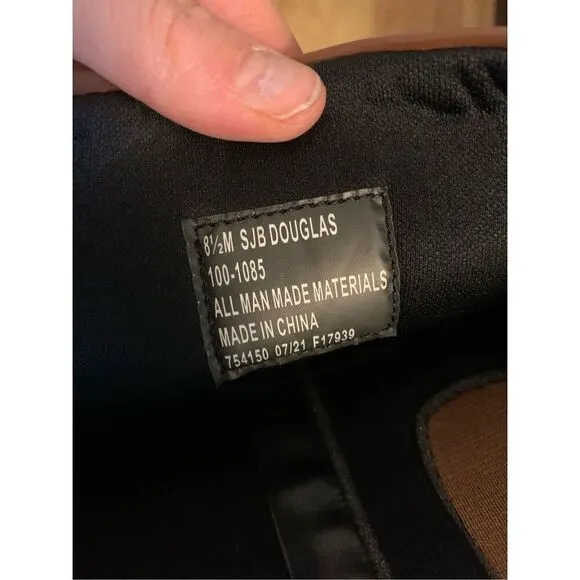 8½M SJB DOUGLAS
100-1085
ALL MAN MADE MATERIALS
MADE IN CHINA
754150 07/21 F17939